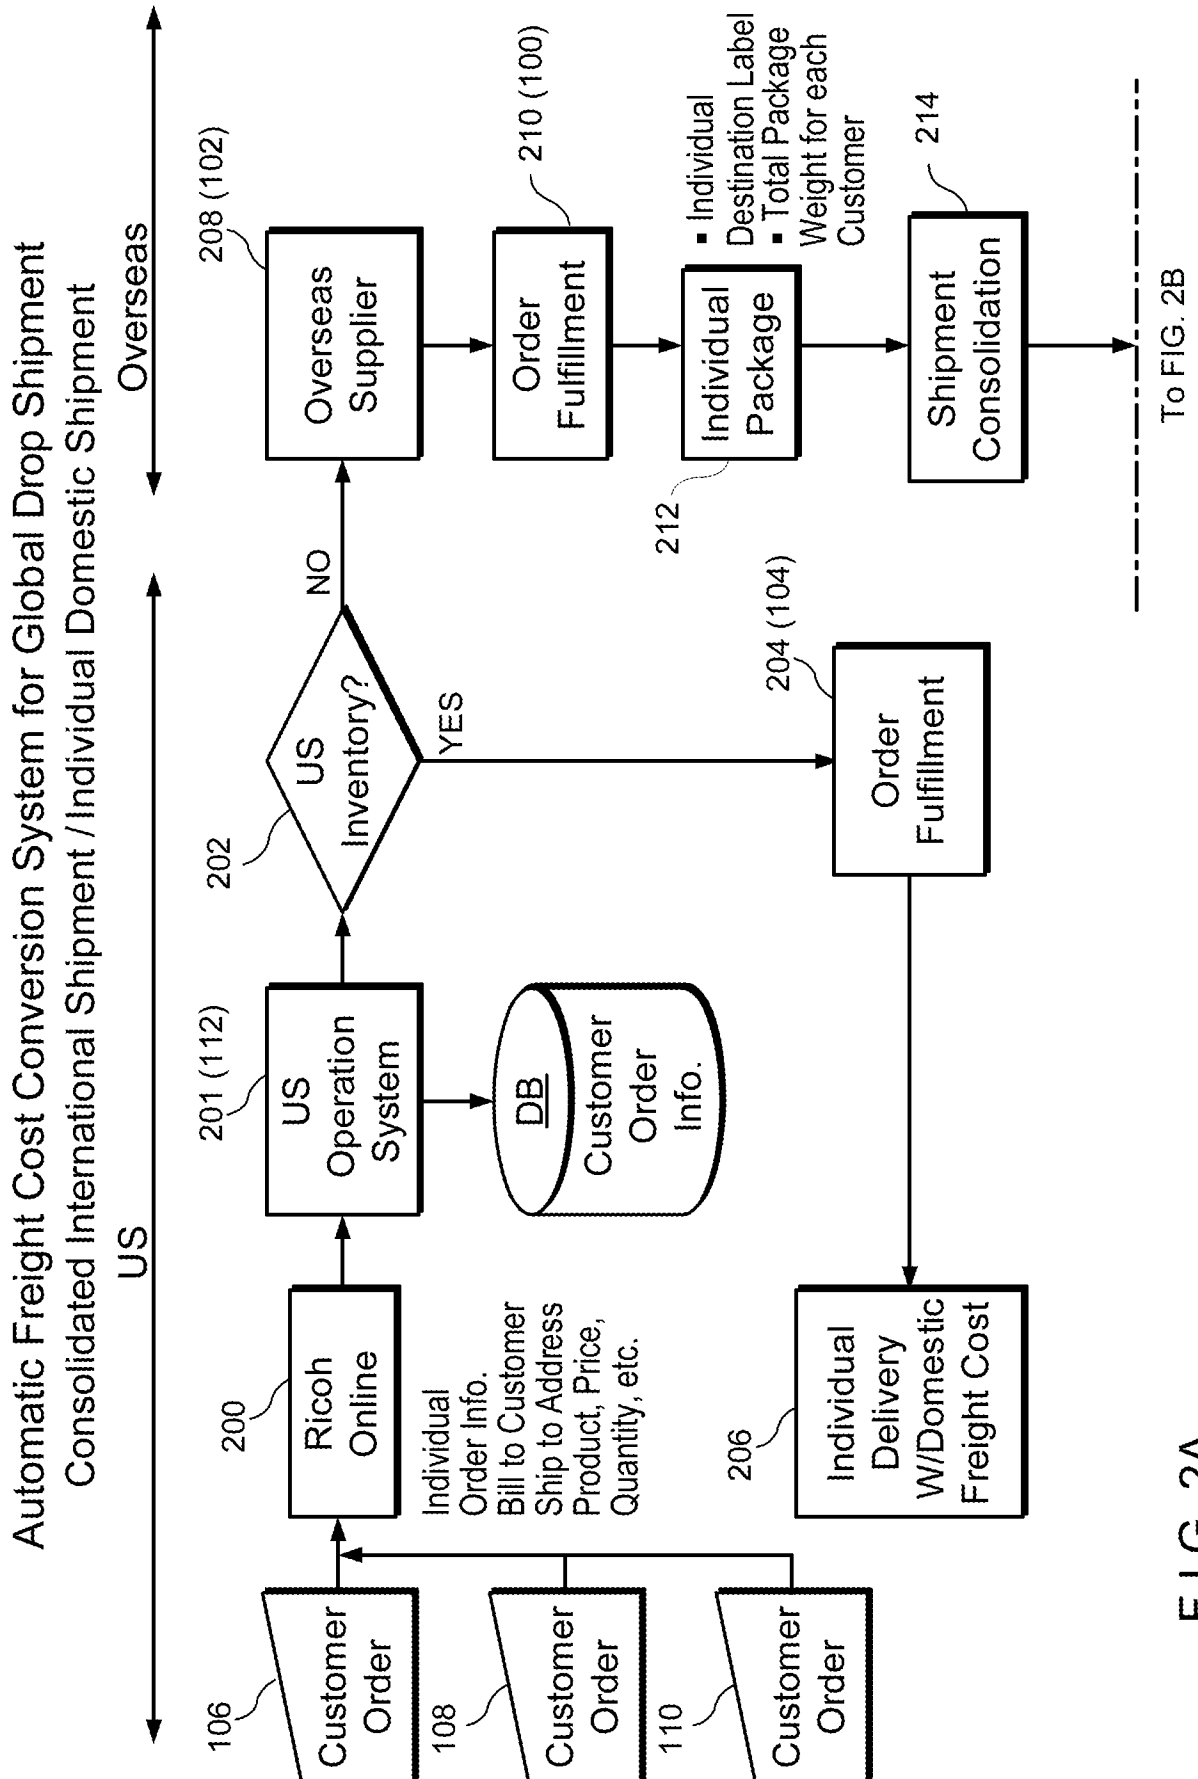 Automatic Freight Cost Conversion System for Global Drop Shipment
Consolidated International Shipment / Individual Domestic Shipment
US
Overseas
106
Customer
Order
108
Customer
Order
110
Customer
Order
200
Ricoh
Online
Individual
Order Info.
Bill to Customer
Ship to Address
Product, Price,
Quantity, etc.
201 (112)
US
Operation
System
DB
Customer
Order
Info.
202
US
Inventory?
NO
YES
204 (104)
Order
Fulfillment
206
Individual
Delivery
W/Domestic
Freight Cost
208 (102)
Overseas
Supplier
210 (100)
Order
Fulfillment
212
Individual
Package
▪ Individual
Destination Label
▪ Total Package
Weight for each
Customer
214
Shipment
Consolidation
To FIG. 2B
FIG. 2A